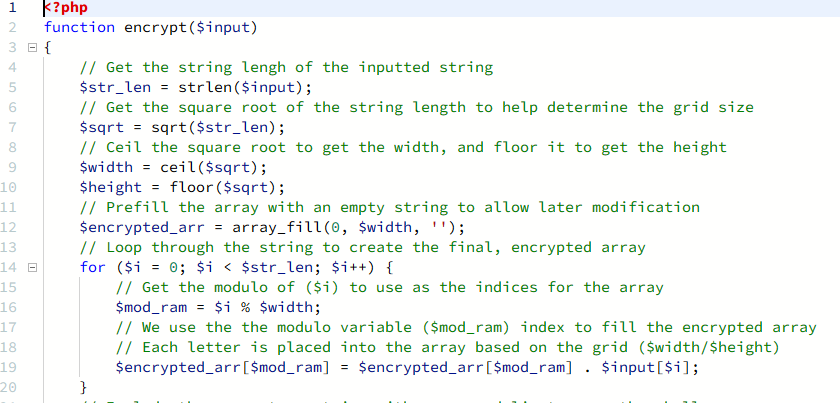 1 <?php
2 function encrypt($input)
3 {
4 // Get the string lengh of the inputted string
5 $str_len = strlen($input);
6 // Get the square root of the string length to help determine the grid size
7 $sqrt = sqrt($str_len);
8 // Ceil the square root to get the width, and floor it to get the height
9 $width = ceil($sqrt);
10 $height = floor($sqrt);
11 // Prefill the array with an empty string to allow later modification
12 $encrypted_arr = array_fill(0, $width, '');
13 // Loop through the string to create the final, encrypted array
14 for ($i = 0; $i < $str_len; $i++) {
15 // Get the modulo of ($i) to use as the indices for the array
16 $mod_ram = $i % $width;
17 // We use the the modulo variable ($mod_ram) index to fill the encrypted array
18 // Each letter is placed into the array based on the grid ($width/$height)
19 $encrypted_arr[$mod_ram] = $encrypted_arr[$mod_ram] . $input[$i];
20 }